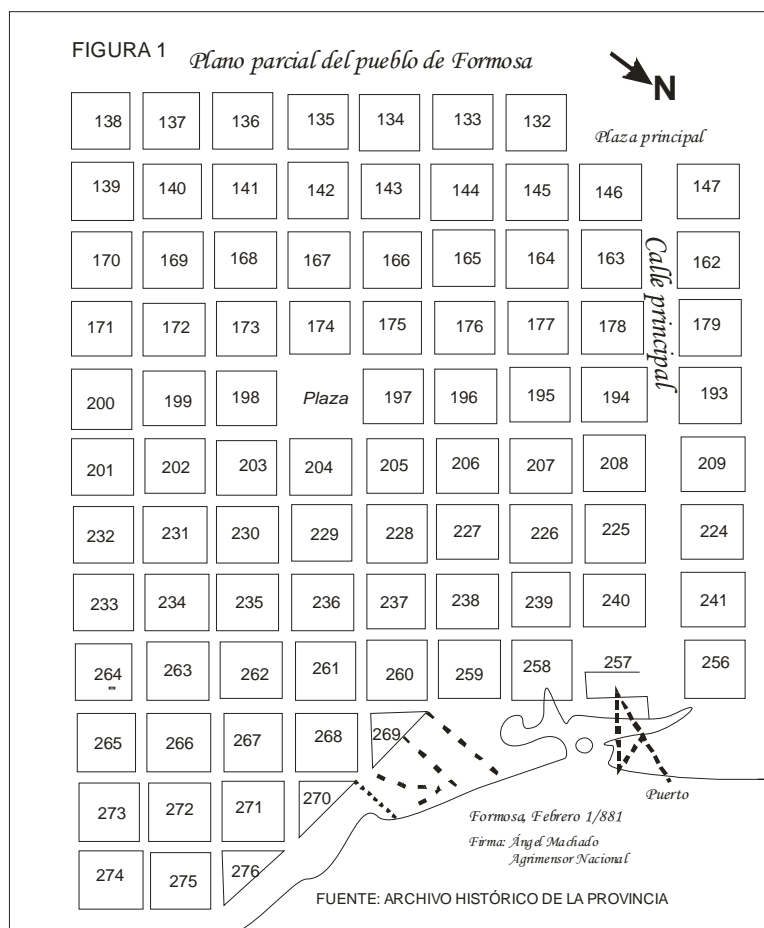 FIGURA 1
Plano parcial del pueblo de Formosa
N
138 137 136 135 134 133 132
Plaza principal
139 140 141 142 143 144 145 146 147
170 169 168 167 166 165 164 163 162
Calle principal
171 172 173 174 175 176 177 178 179
200 199 198 Plaza 197 196 195 194 193
201 202 203 204 205 206 207 208 209
232 231 230 229 228 227 226 225 224
233 234 235 236 237 238 239 240 241
264 263 262 261 260 259 258 257 256
265 266 267 268 269
273 272 271 270
Puerto
274 275 276
Formosa, Febrero 1/881
Firma: Ángel Machado
Agrimensor Nacional
FUENTE: ARCHIVO HISTÓRICO DE LA PROVINCIA